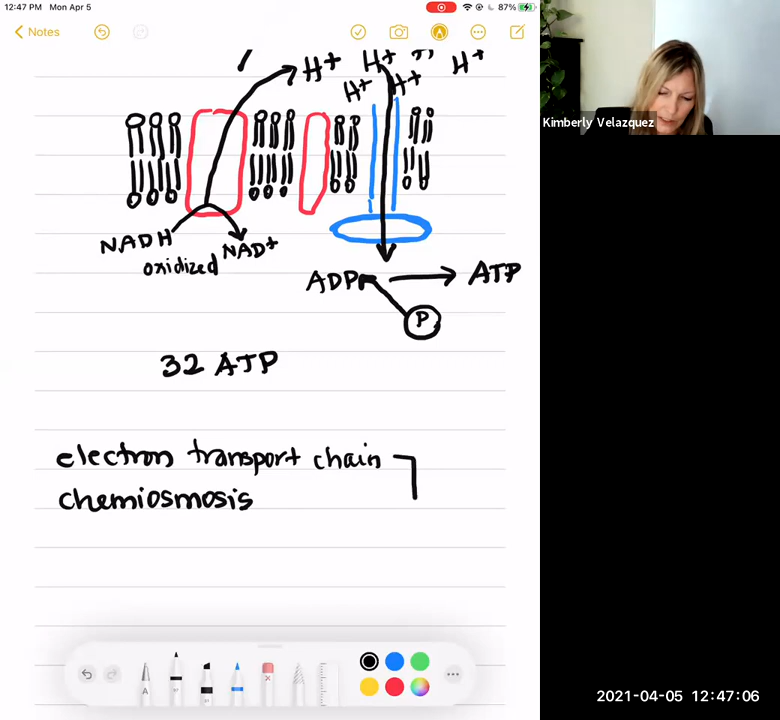 12:47 PM Mon Apr 5
87%
Notes
H+ H+ H+
H+ H+
Kimberly Velazquez
NADH
NAD+
oxidized
ADP
ATP
P
32 ATP
electron transport chain
chemiosmosis
A
2021-04-05 12:47:06